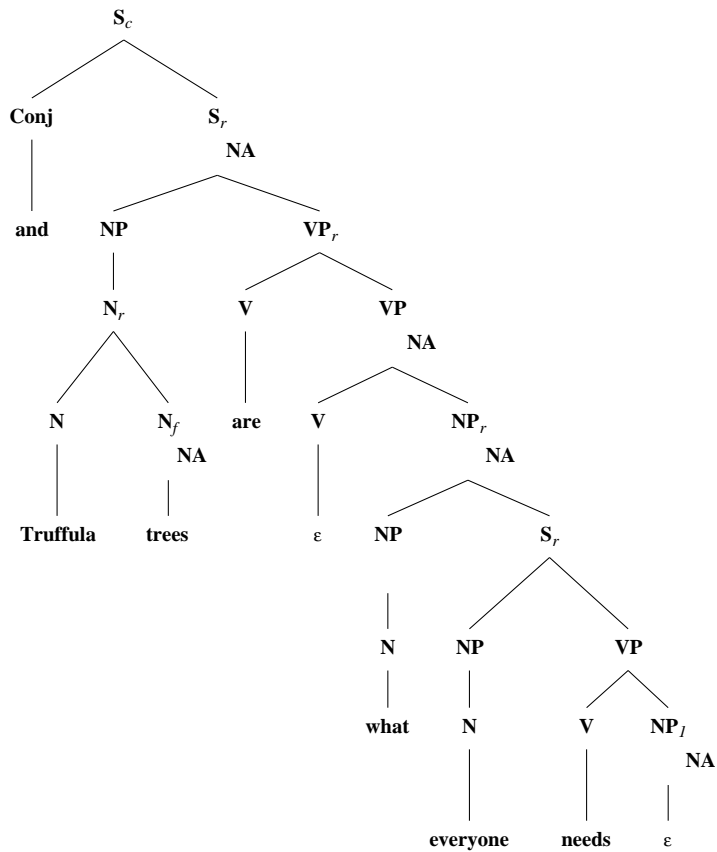 S_c
Conj S_r
NA
and NP VP_r
N_r V VP
NA
N N_f are V NP_r
NA NA
Truffula trees ε NP S_r
N NP VP
what N V NP_1
NA
everyone needs ε